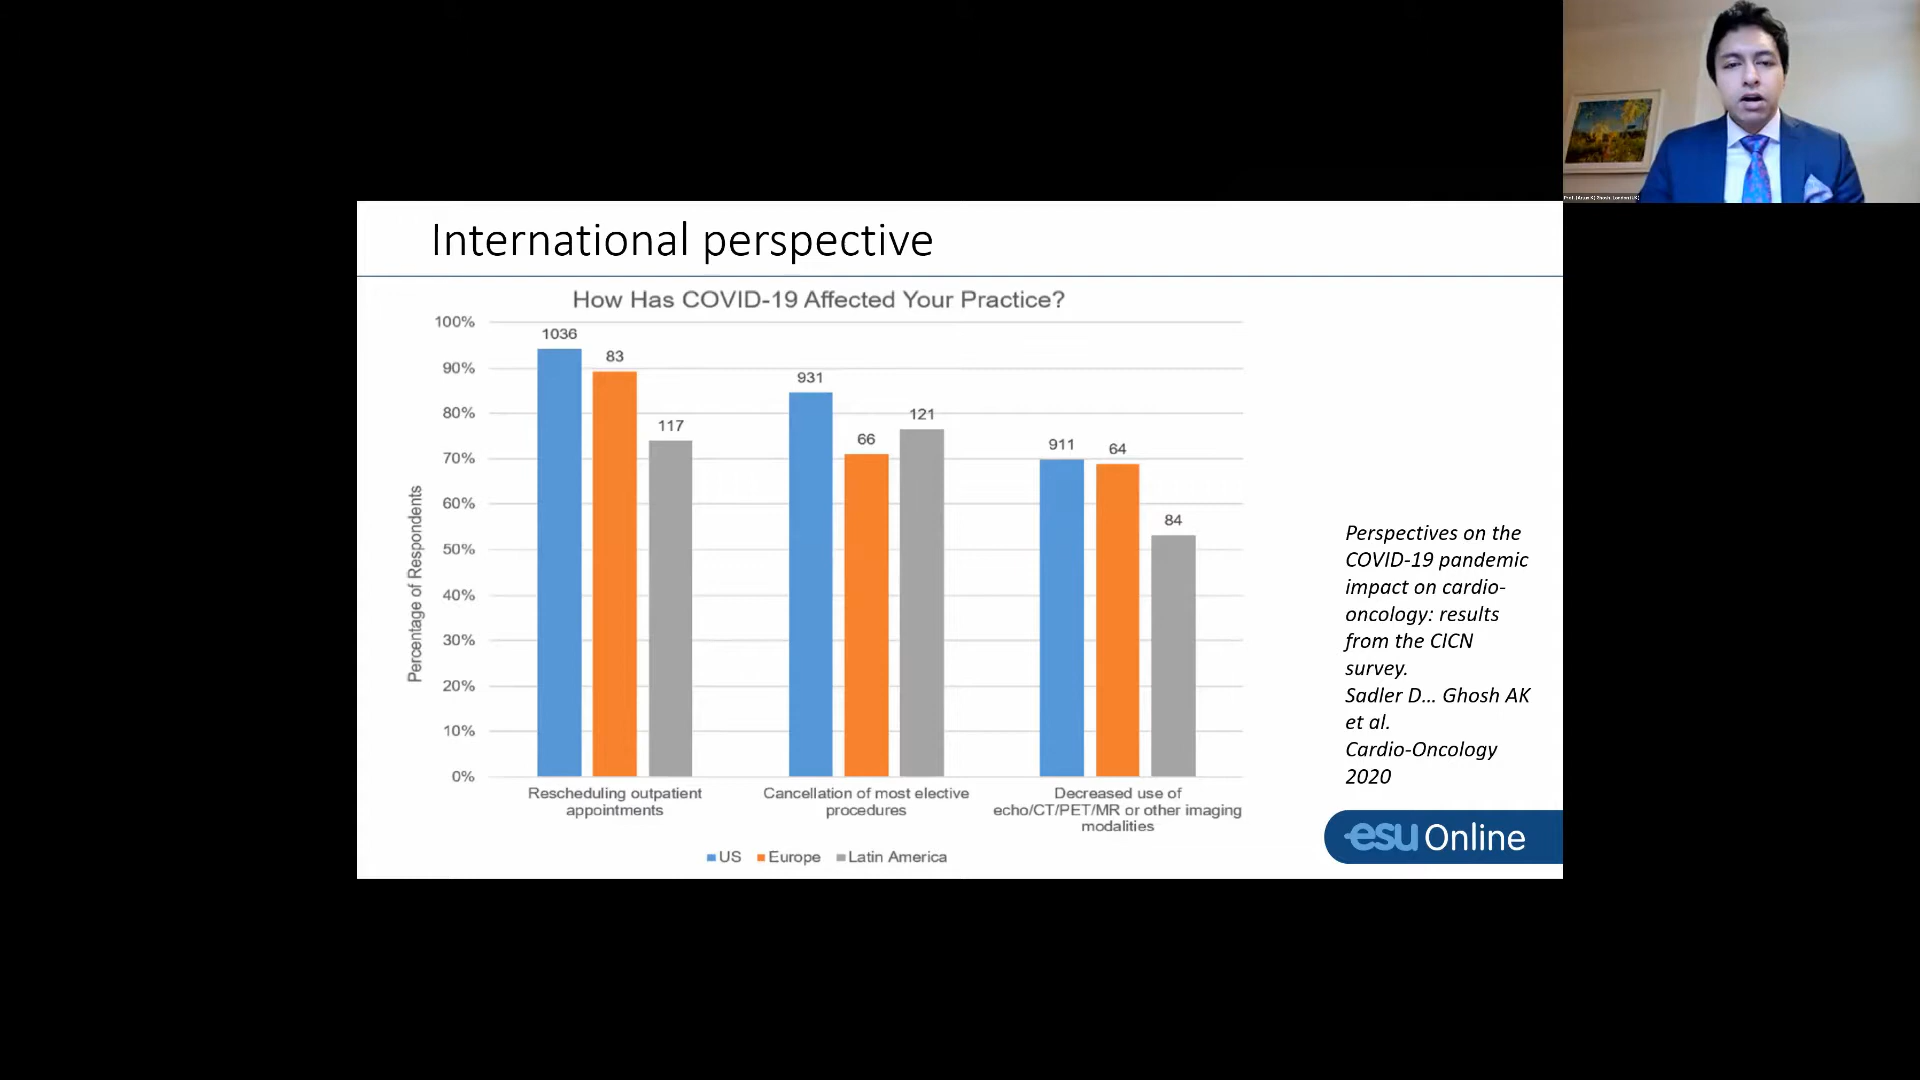 International perspective
How Has COVID-19 Affected Your Practice?
Percentage of Respondents
100%
90%
80%
70%
60%
50%
40%
30%
20%
10%
0%
1036
83
117
931
66
121
911
64
84
Rescheduling outpatient
appointments
Cancellation of most elective
procedures
Decreased use of
echo/CT/PET/MR or other imaging
modalities
US
Europe
Latin America
Perspectives on the
COVID-19 pandemic
impact on cardio-
oncology: results
from the CICN
survey.
Sadler D... Ghosh AK
et al.
Cardio-Oncology
2020
esu Online